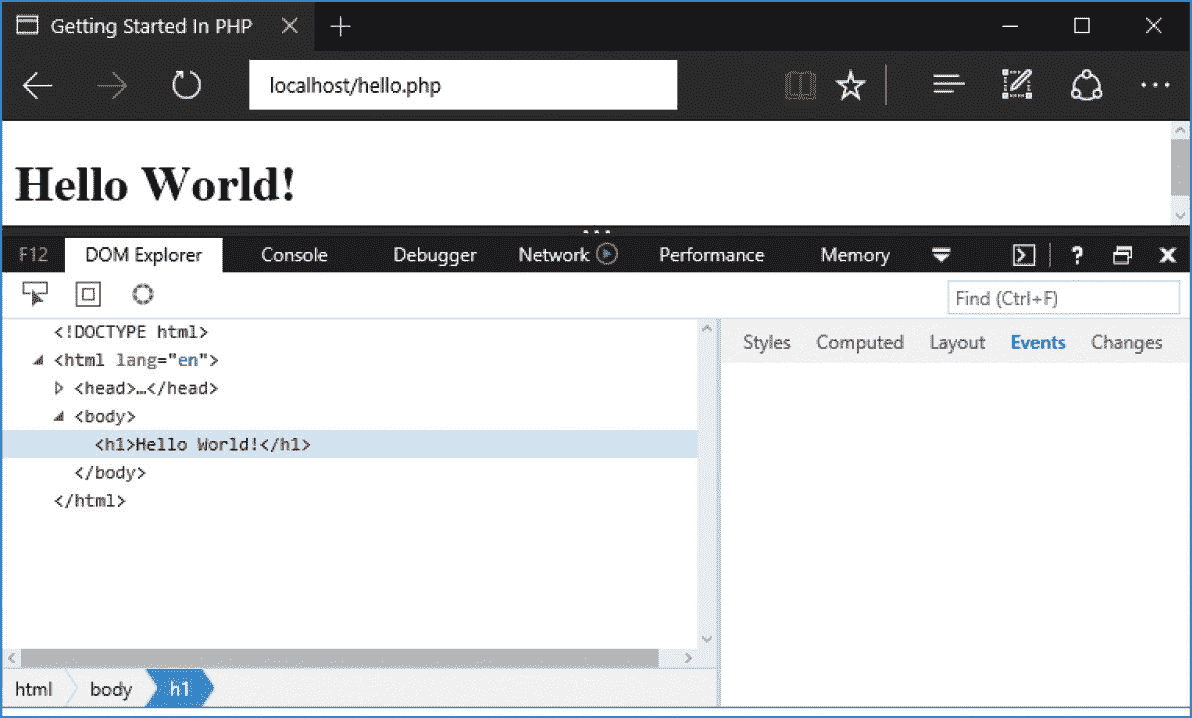 Getting Started In PHP
localhost/hello.php
Hello World!
F12 DOM Explorer Console Debugger Network Performance Memory ?
Find (Ctrl+F)
<!DOCTYPE html>
<html lang="en">
<head>…</head>
<body>
<h1>Hello World!</h1>
</body>
</html>
Styles Computed Layout Events Changes
html body h1